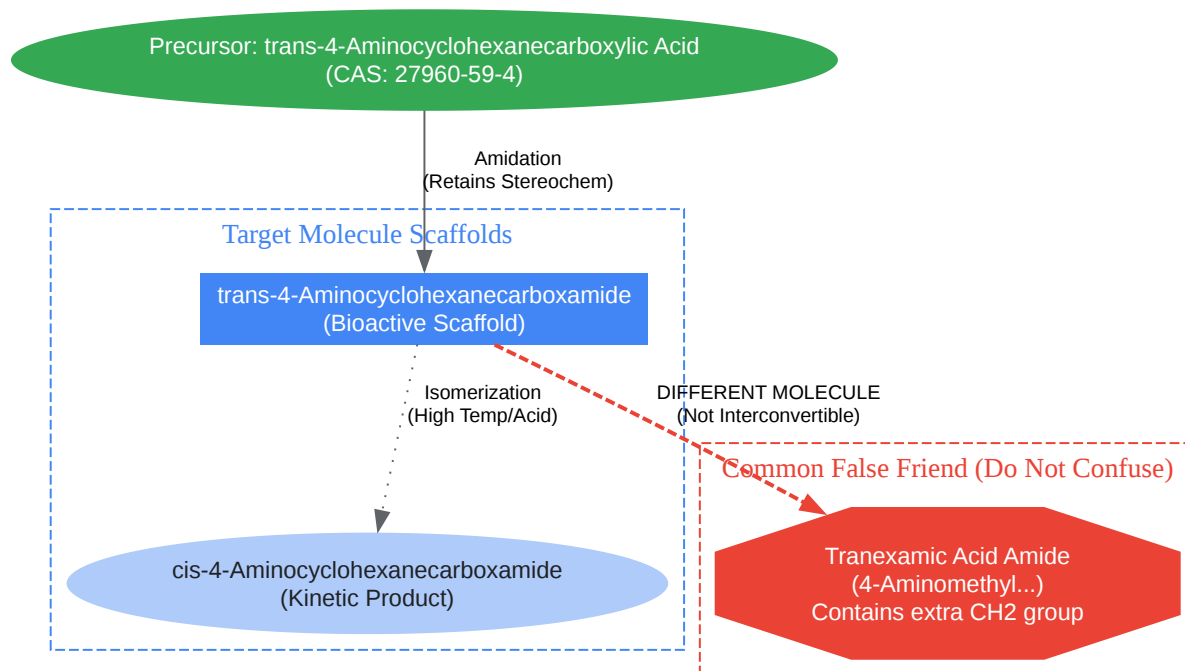 Precursor: trans-4-Aminocyclohexanecarboxylic Acid
(CAS: 27960-59-4)
Amidation
(Retains Stereochem)
Target Molecule Scaffolds
trans-4-Aminocyclohexanecarboxamide
(Bioactive Scaffold)
Isomerization
(High Temp/Acid)
DIFFERENT MOLECULE
(Not Interconvertible)
Common False Friend (Do Not Confuse)
cis-4-Aminocyclohexanecarboxamide
(Kinetic Product)
Tranexamic Acid Amide
(4-Aminomethyl...)
Contains extra CH2 group